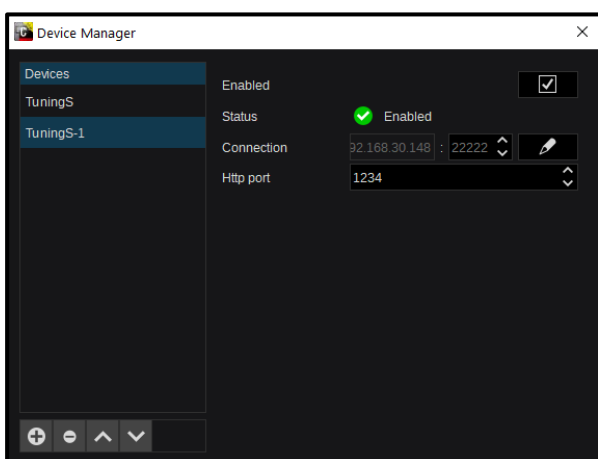 Device Manager
Devices
TuningS
TuningS-1
Enabled
Status Enabled
Connection 92.168.30.148 : 22222
Http port 1234